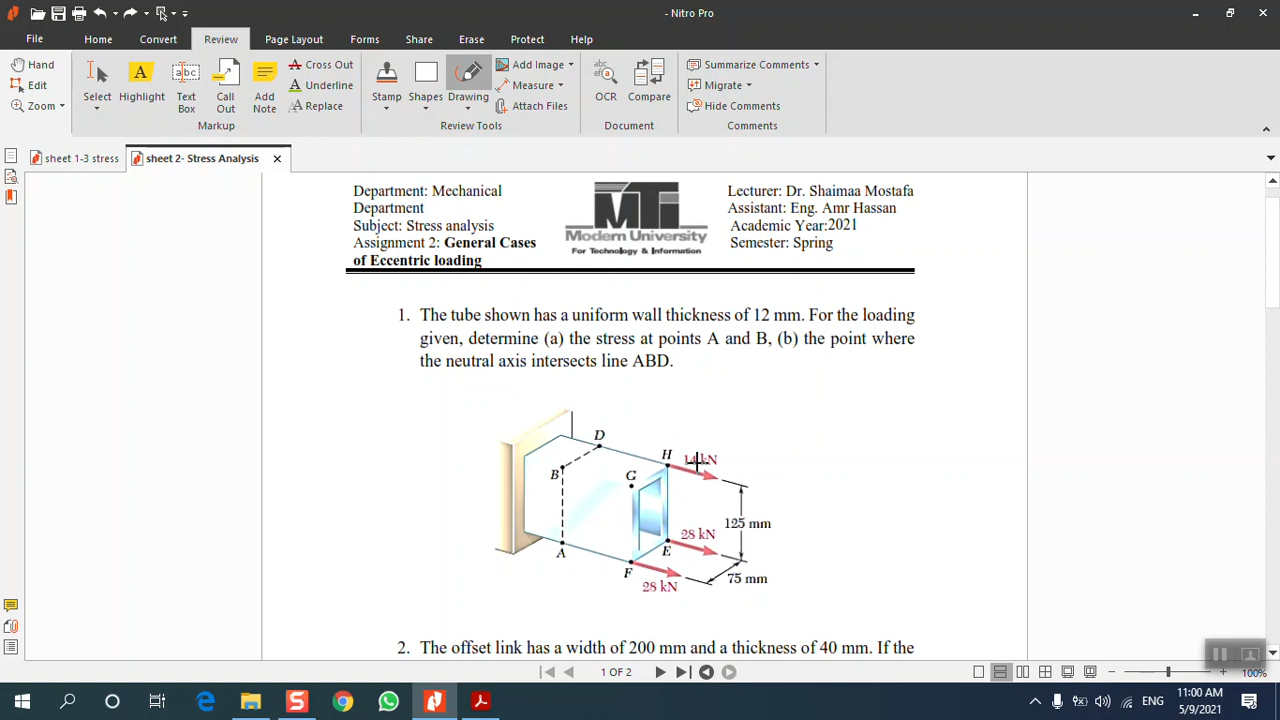 - Nitro Pro
File
Home
Convert
Review
Page Layout
Forms
Share
Erase
Protect
Help
Hand
Edit
Zoom
Select
Highlight
Text Box
Call Out
Add Note
Cross Out
Underline
Replace
Markup
Stamp
Shapes
Drawing
Add Image
Measure
Attach Files
Review Tools
OCR
Compare
Document
Summarize Comments
Migrate
Hide Comments
Comments
sheet 1-3 stress
sheet 2- Stress Analysis
Department: Mechanical
Department
Subject: Stress analysis
Assignment 2: General Cases
of Eccentric loading
MTi
Modern University
For Technology & Information
Lecturer: Dr. Shaimaa Mostafa
Assistant: Eng. Amr Hassan
Academic Year:2021
Semester: Spring
1. The tube shown has a uniform wall thickness of 12 mm. For the loading
given, determine (a) the stress at points A and B, (b) the point where
the neutral axis intersects line ABD.
D
H
14 kN
B
G
125 mm
28 kN
A
E
F
75 mm
28 kN
2. The offset link has a width of 200 mm and a thickness of 40 mm. If the
1 OF 2
100%
ENG
11:00 AM
5/9/2021